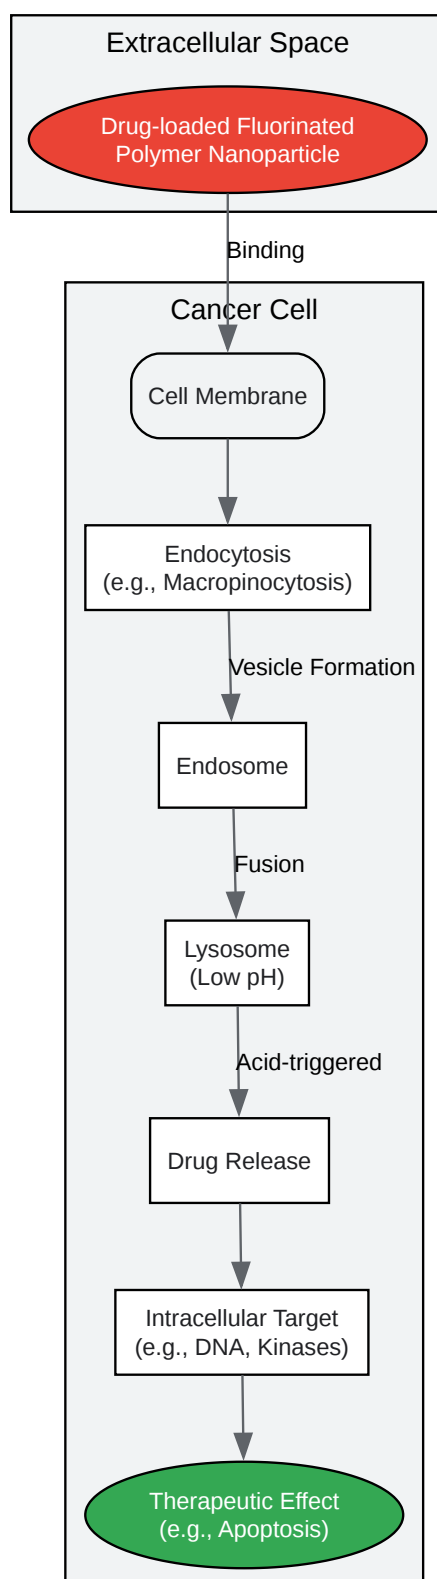 Extracellular Space
Drug-loaded Fluorinated
Polymer Nanoparticle
Binding
Cancer Cell
Cell Membrane
Endocytosis
(e.g., Macropinocytosis)
Vesicle Formation
Endosome
Fusion
Lysosome
(Low pH)
Acid-triggered
Drug Release
Intracellular Target
(e.g., DNA, Kinases)
Therapeutic Effect
(e.g., Apoptosis)